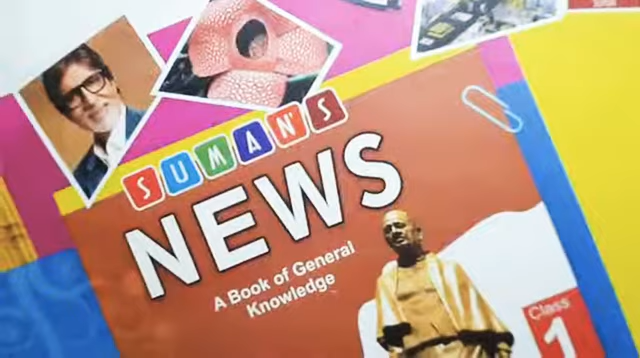 SUMAN'S
NEWS
A Book of General
Knowledge
Class
1